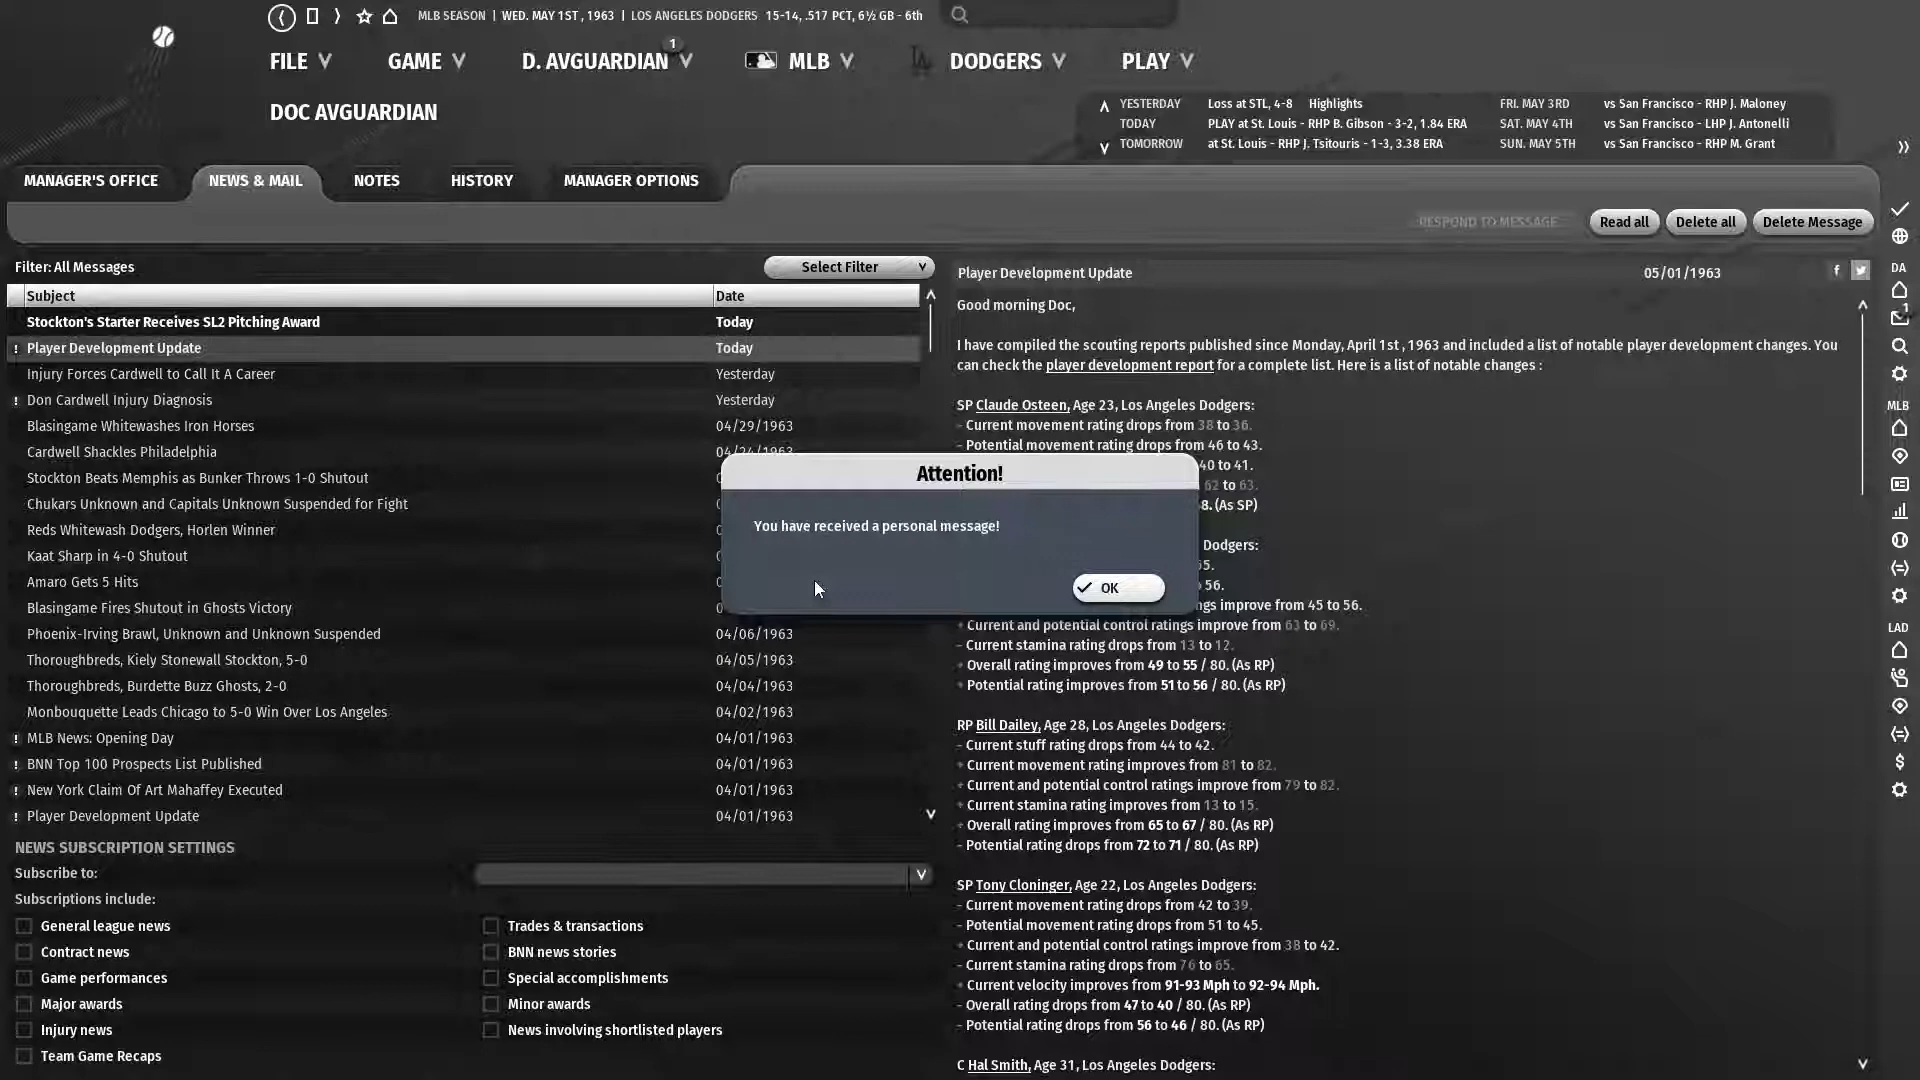 MLB SEASON | WED. MAY 1ST , 1963 | LOS ANGELES DODGERS 15-14, .517 PCT, 6½ GB - 6th
FILE GAME D. AVGUARDIAN 1 MLB DODGERS PLAY
DOC AVGUARDIAN
YESTERDAY Loss at STL, 4-8 Highlights FRI. MAY 3RD vs San Francisco - RHP J. Maloney
TODAY PLAY at St. Louis - RHP B. Gibson - 3-2, 1.84 ERA SAT. MAY 4TH vs San Francisco - LHP J. Antonelli
TOMORROW at St. Louis - RHP J. Tsitouris - 1-3, 3.38 ERA SUN. MAY 5TH vs San Francisco - RHP M. Grant
MANAGER'S OFFICE NEWS & MAIL NOTES HISTORY MANAGER OPTIONS
RESPOND TO MESSAGE Read all Delete all Delete Message
Filter: All Messages Select Filter
Subject Date
Stockton's Starter Receives SL2 Pitching Award Today
! Player Development Update Today
Injury Forces Cardwell to Call It A Career Yesterday
! Don Cardwell Injury Diagnosis Yesterday
Blasingame Whitewashes Iron Horses 04/29/1963
Cardwell Shackles Philadelphia 04/24/1963
Stockton Beats Memphis as Bunker Throws 1-0 Shutout
Chukars Unknown and Capitals Unknown Suspended for Fight
Reds Whitewash Dodgers, Horlen Winner
Kaat Sharp in 4-0 Shutout
Amaro Gets 5 Hits
Blasingame Fires Shutout in Ghosts Victory
Phoenix-Irving Brawl, Unknown and Unknown Suspended 04/06/1963
Thoroughbreds, Kiely Stonewall Stockton, 5-0 04/05/1963
Thoroughbreds, Burdette Buzz Ghosts, 2-0 04/04/1963
Monbouquette Leads Chicago to 5-0 Win Over Los Angeles 04/02/1963
! MLB News: Opening Day 04/01/1963
! BNN Top 100 Prospects List Published 04/01/1963
! New York Claim Of Art Mahaffey Executed 04/01/1963
! Player Development Update 04/01/1963
NEWS SUBSCRIPTION SETTINGS
Subscribe to:
Subscriptions include:
General league news Trades & transactions
Contract news BNN news stories
Game performances Special accomplishments
Major awards Minor awards
Injury news News involving shortlisted players
Team Game Recaps
Attention!
You have received a personal message!
OK
Player Development Update 05/01/1963
Good morning Doc,
I have compiled the scouting reports published since Monday, April 1st , 1963 and included a list of notable player development changes. You
can check the player development report for a complete list. Here is a list of notable changes :
SP Claude Osteen, Age 23, Los Angeles Dodgers:
- Current movement rating drops from 38 to 36.
- Potential movement rating drops from 46 to 43.
40 to 41.
62 to 63.
8. (As SP)
Dodgers:
56.
ngs improve from 45 to 56.
+ Current and potential control ratings improve from 63 to 69.
- Current stamina rating drops from 13 to 12.
+ Overall rating improves from 49 to 55 / 80. (As RP)
+ Potential rating improves from 51 to 56 / 80. (As RP)
RP Bill Dailey, Age 28, Los Angeles Dodgers:
- Current stuff rating drops from 44 to 42.
+ Current movement rating improves from 81 to 82.
+ Current and potential control ratings improve from 79 to 82.
+ Current stamina rating improves from 13 to 15.
+ Overall rating improves from 65 to 67 / 80. (As RP)
- Potential rating drops from 72 to 71 / 80. (As RP)
SP Tony Cloninger, Age 22, Los Angeles Dodgers:
- Current movement rating drops from 42 to 39.
- Potential movement rating drops from 51 to 45.
+ Current and potential control ratings improve from 38 to 42.
- Current stamina rating drops from 76 to 65.
+ Current velocity improves from 91-93 Mph to 92-94 Mph.
- Overall rating drops from 47 to 40 / 80. (As RP)
- Potential rating drops from 56 to 46 / 80. (As RP)
C Hal Smith, Age 31, Los Angeles Dodgers:
DA
1
MLB
LAD